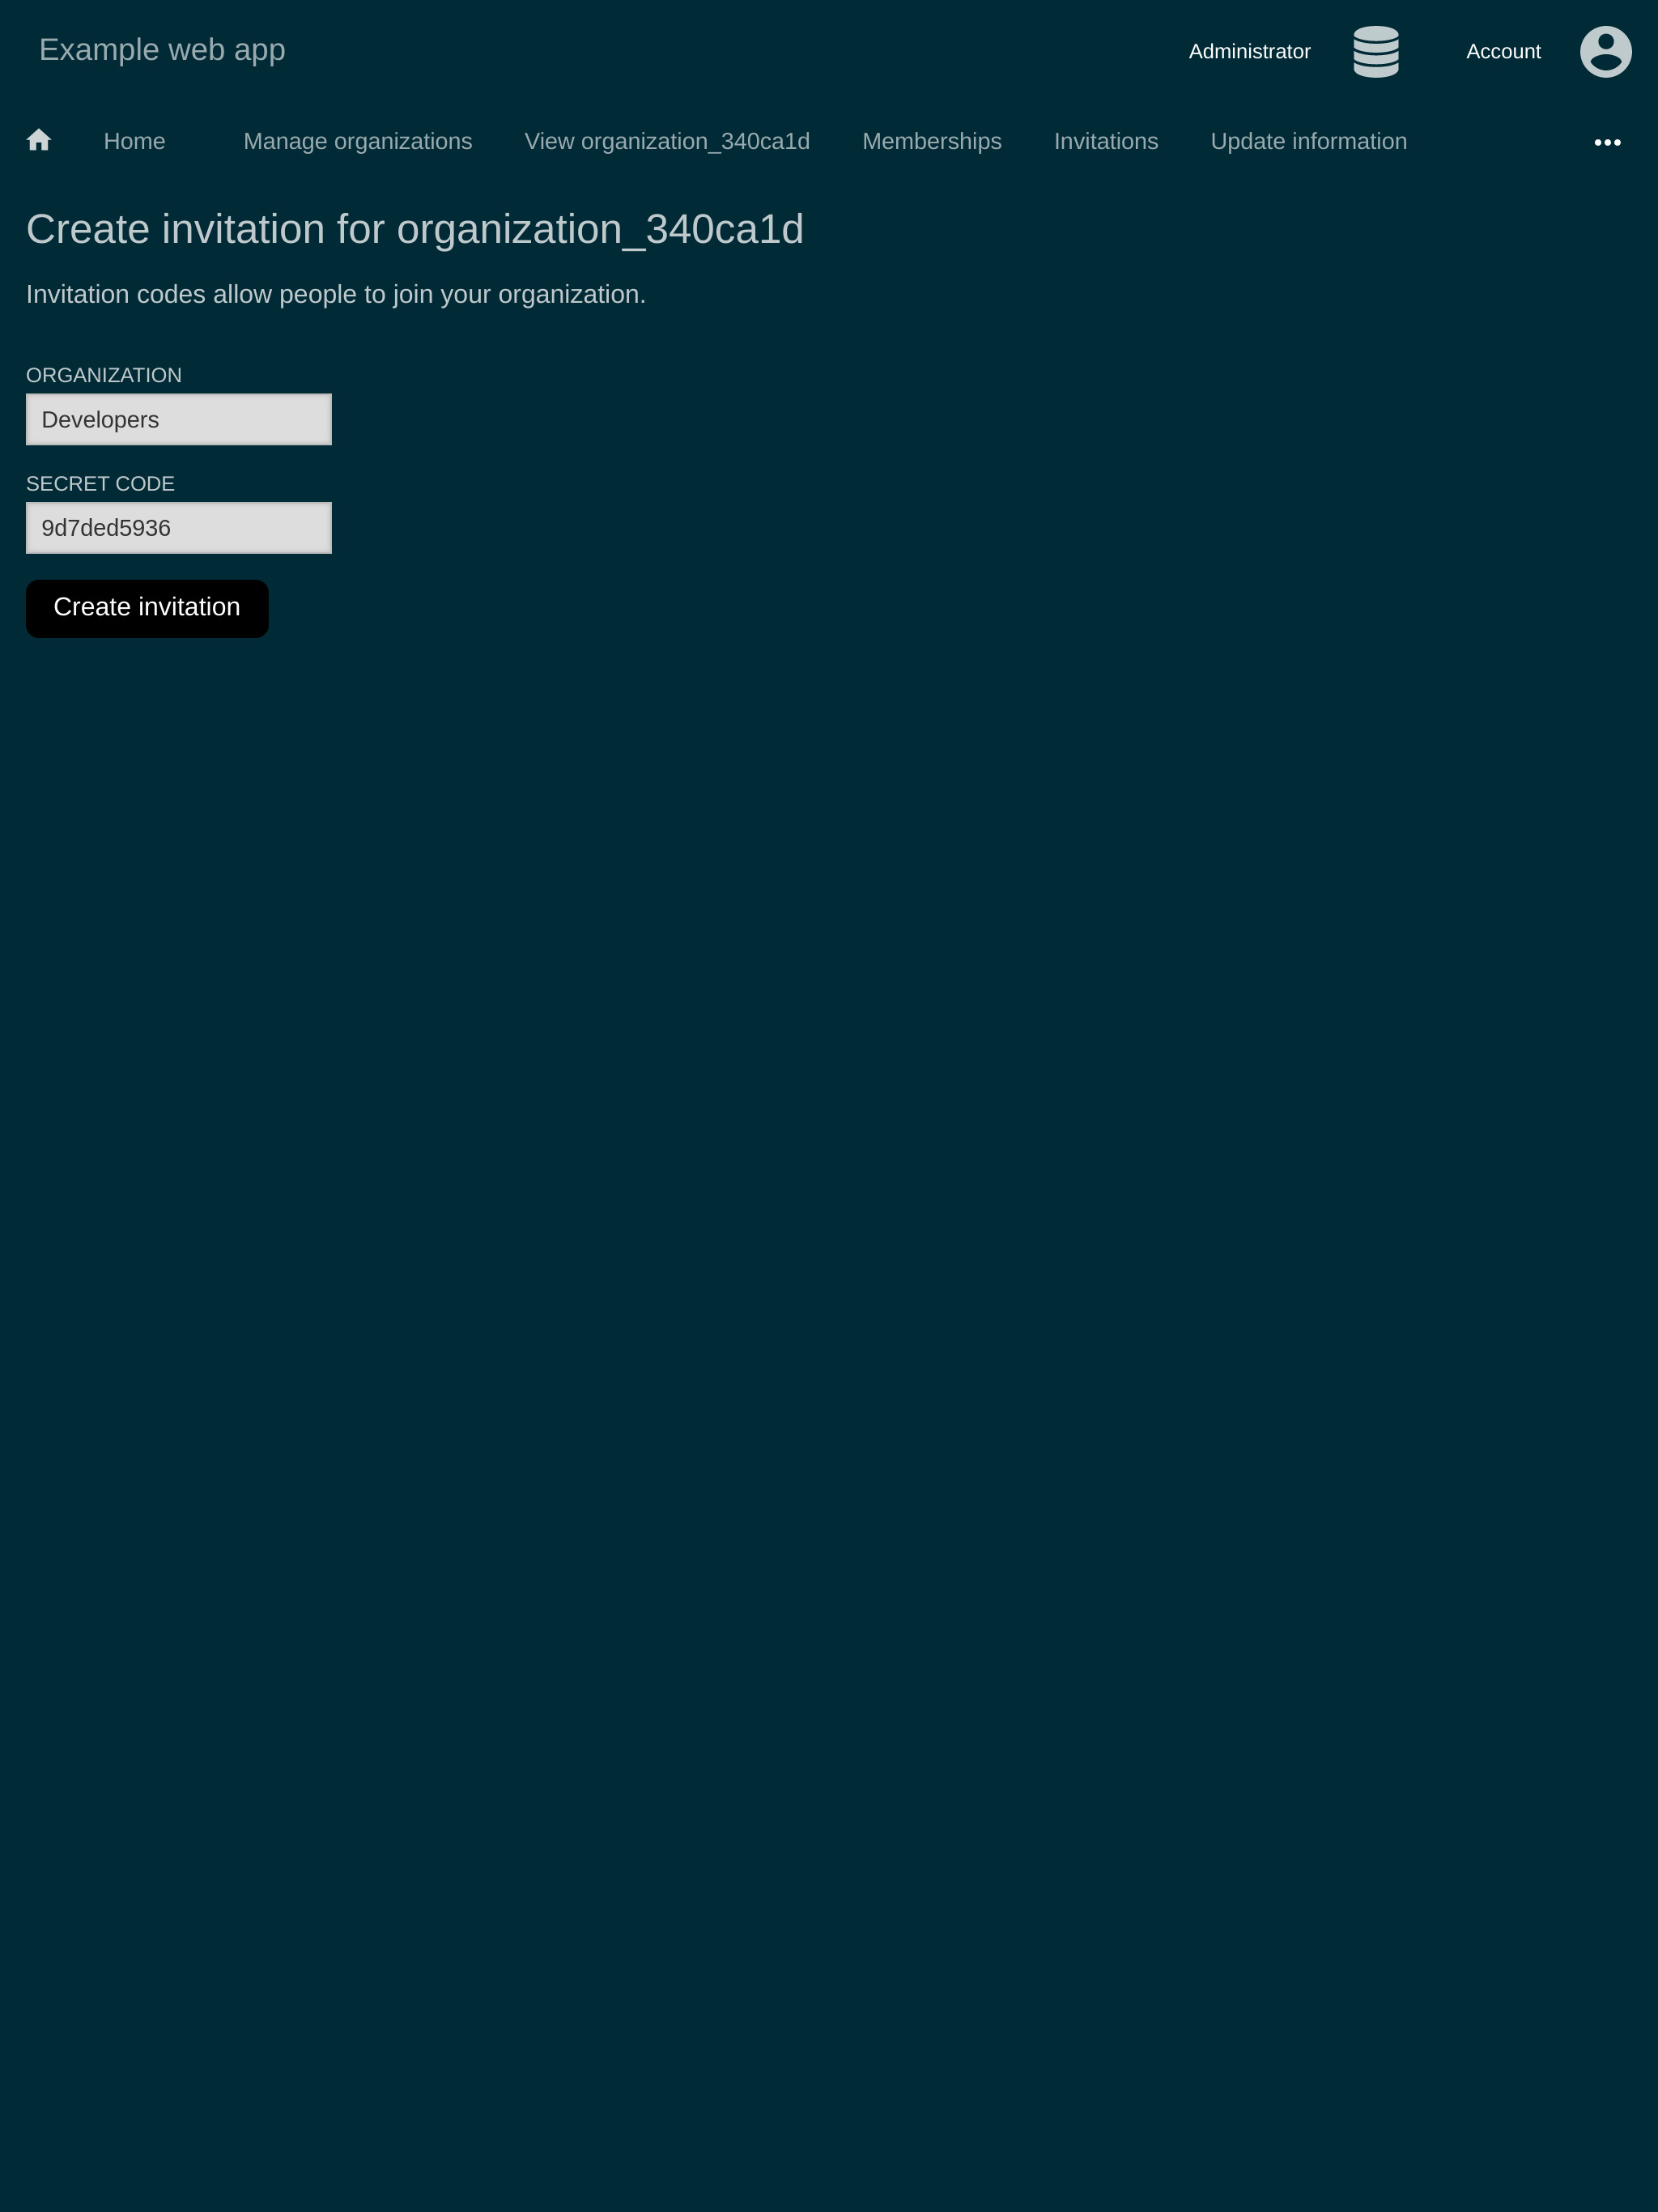 Example web app
Administrator
Account
Home
Manage organizations
View organization_340ca1d
Memberships
Invitations
Update information
Create invitation for organization_340ca1d
Invitation codes allow people to join your organization.
ORGANIZATION
Developers
SECRET CODE
9d7ded5936
Create invitation